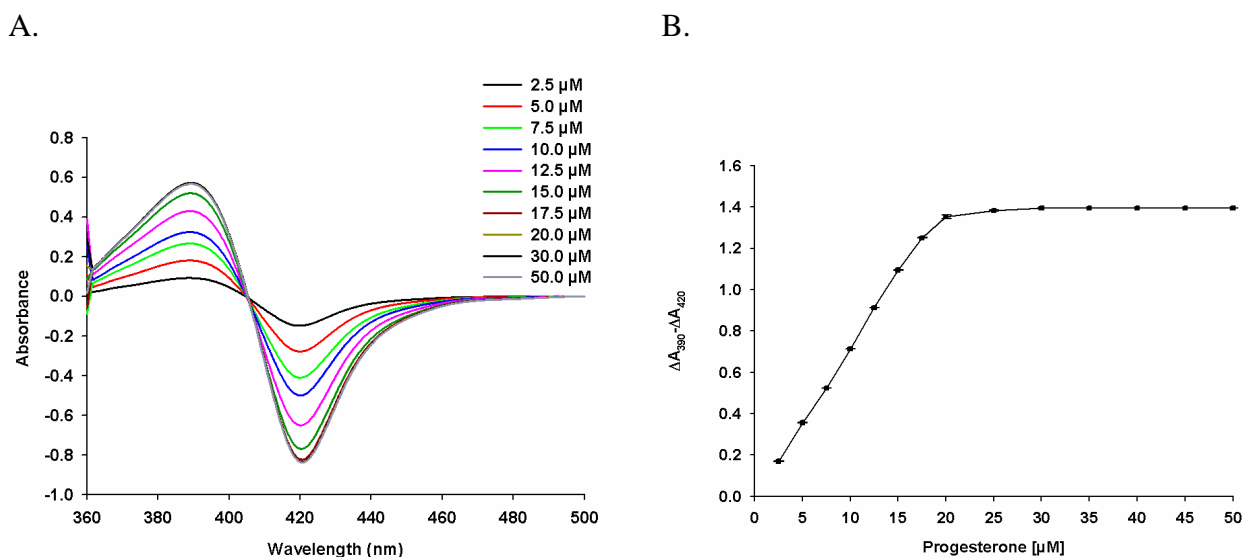 A.
B.
2.5 µM
5.0 µM
7.5 µM
10.0 µM
12.5 µM
15.0 µM
17.5 µM
20.0 µM
30.0 µM
50.0 µM
0.8
0.6
0.4
0.2
0.0
-0.2
-0.4
-0.6
-0.8
-1.0
Absorbance
360 380 400 420 440 460 480 500
Wavelength (nm)
1.6
1.4
1.2
1.0
0.8
0.6
0.4
0.2
0.0
ΔA390-ΔA420
0 5 10 15 20 25 30 35 40 45 50
Progesterone [µM]